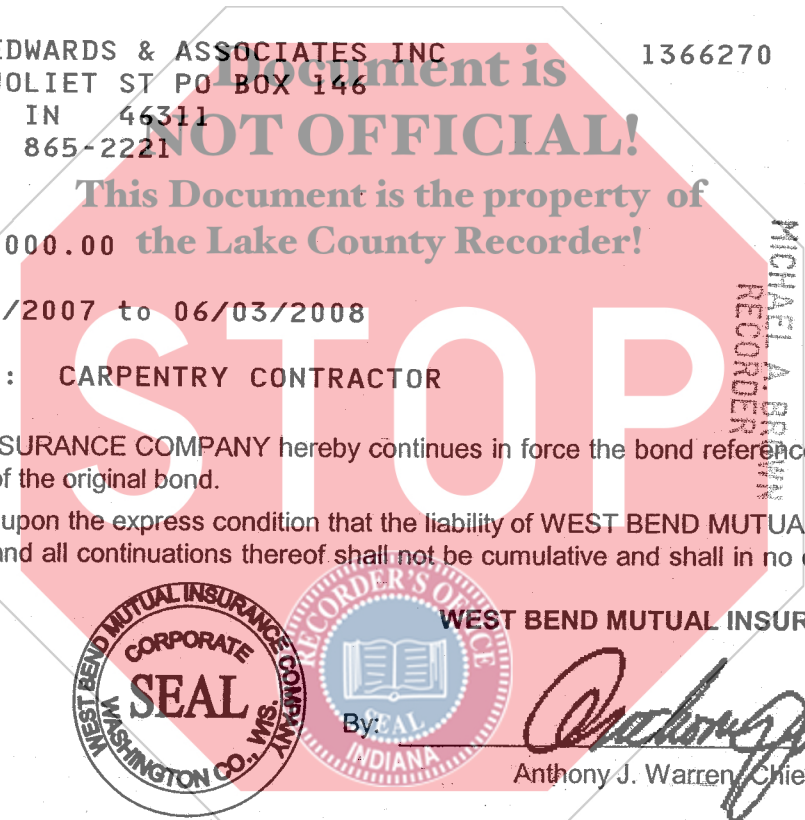 EDWARDS & ASSOCIATES INC 1366270
JOLIET ST PO BOX 146
IN 46311
865-2221
Document is
NOT OFFICIAL!
This Document is the property of
the Lake County Recorder!
000.00
/2007 to 06/03/2008
: CARPENTRY CONTRACTOR
MICHAEL A. BROWN
RECORDER
STOP
SURANCE COMPANY hereby continues in force the bond reference
of the original bond.
upon the express condition that the liability of WEST BEND MUTUA
and all continuations thereof shall not be cumulative and shall in no
WEST BEND MUTUAL INSUR
WEST BEND MUTUAL INSURANCE COMPANY
CORPORATE
SEAL
WASHINGTON CO., WIS.
RECORDER'S OFFICE
SEAL
INDIANA
By:
Anthony J. Warren, Chie